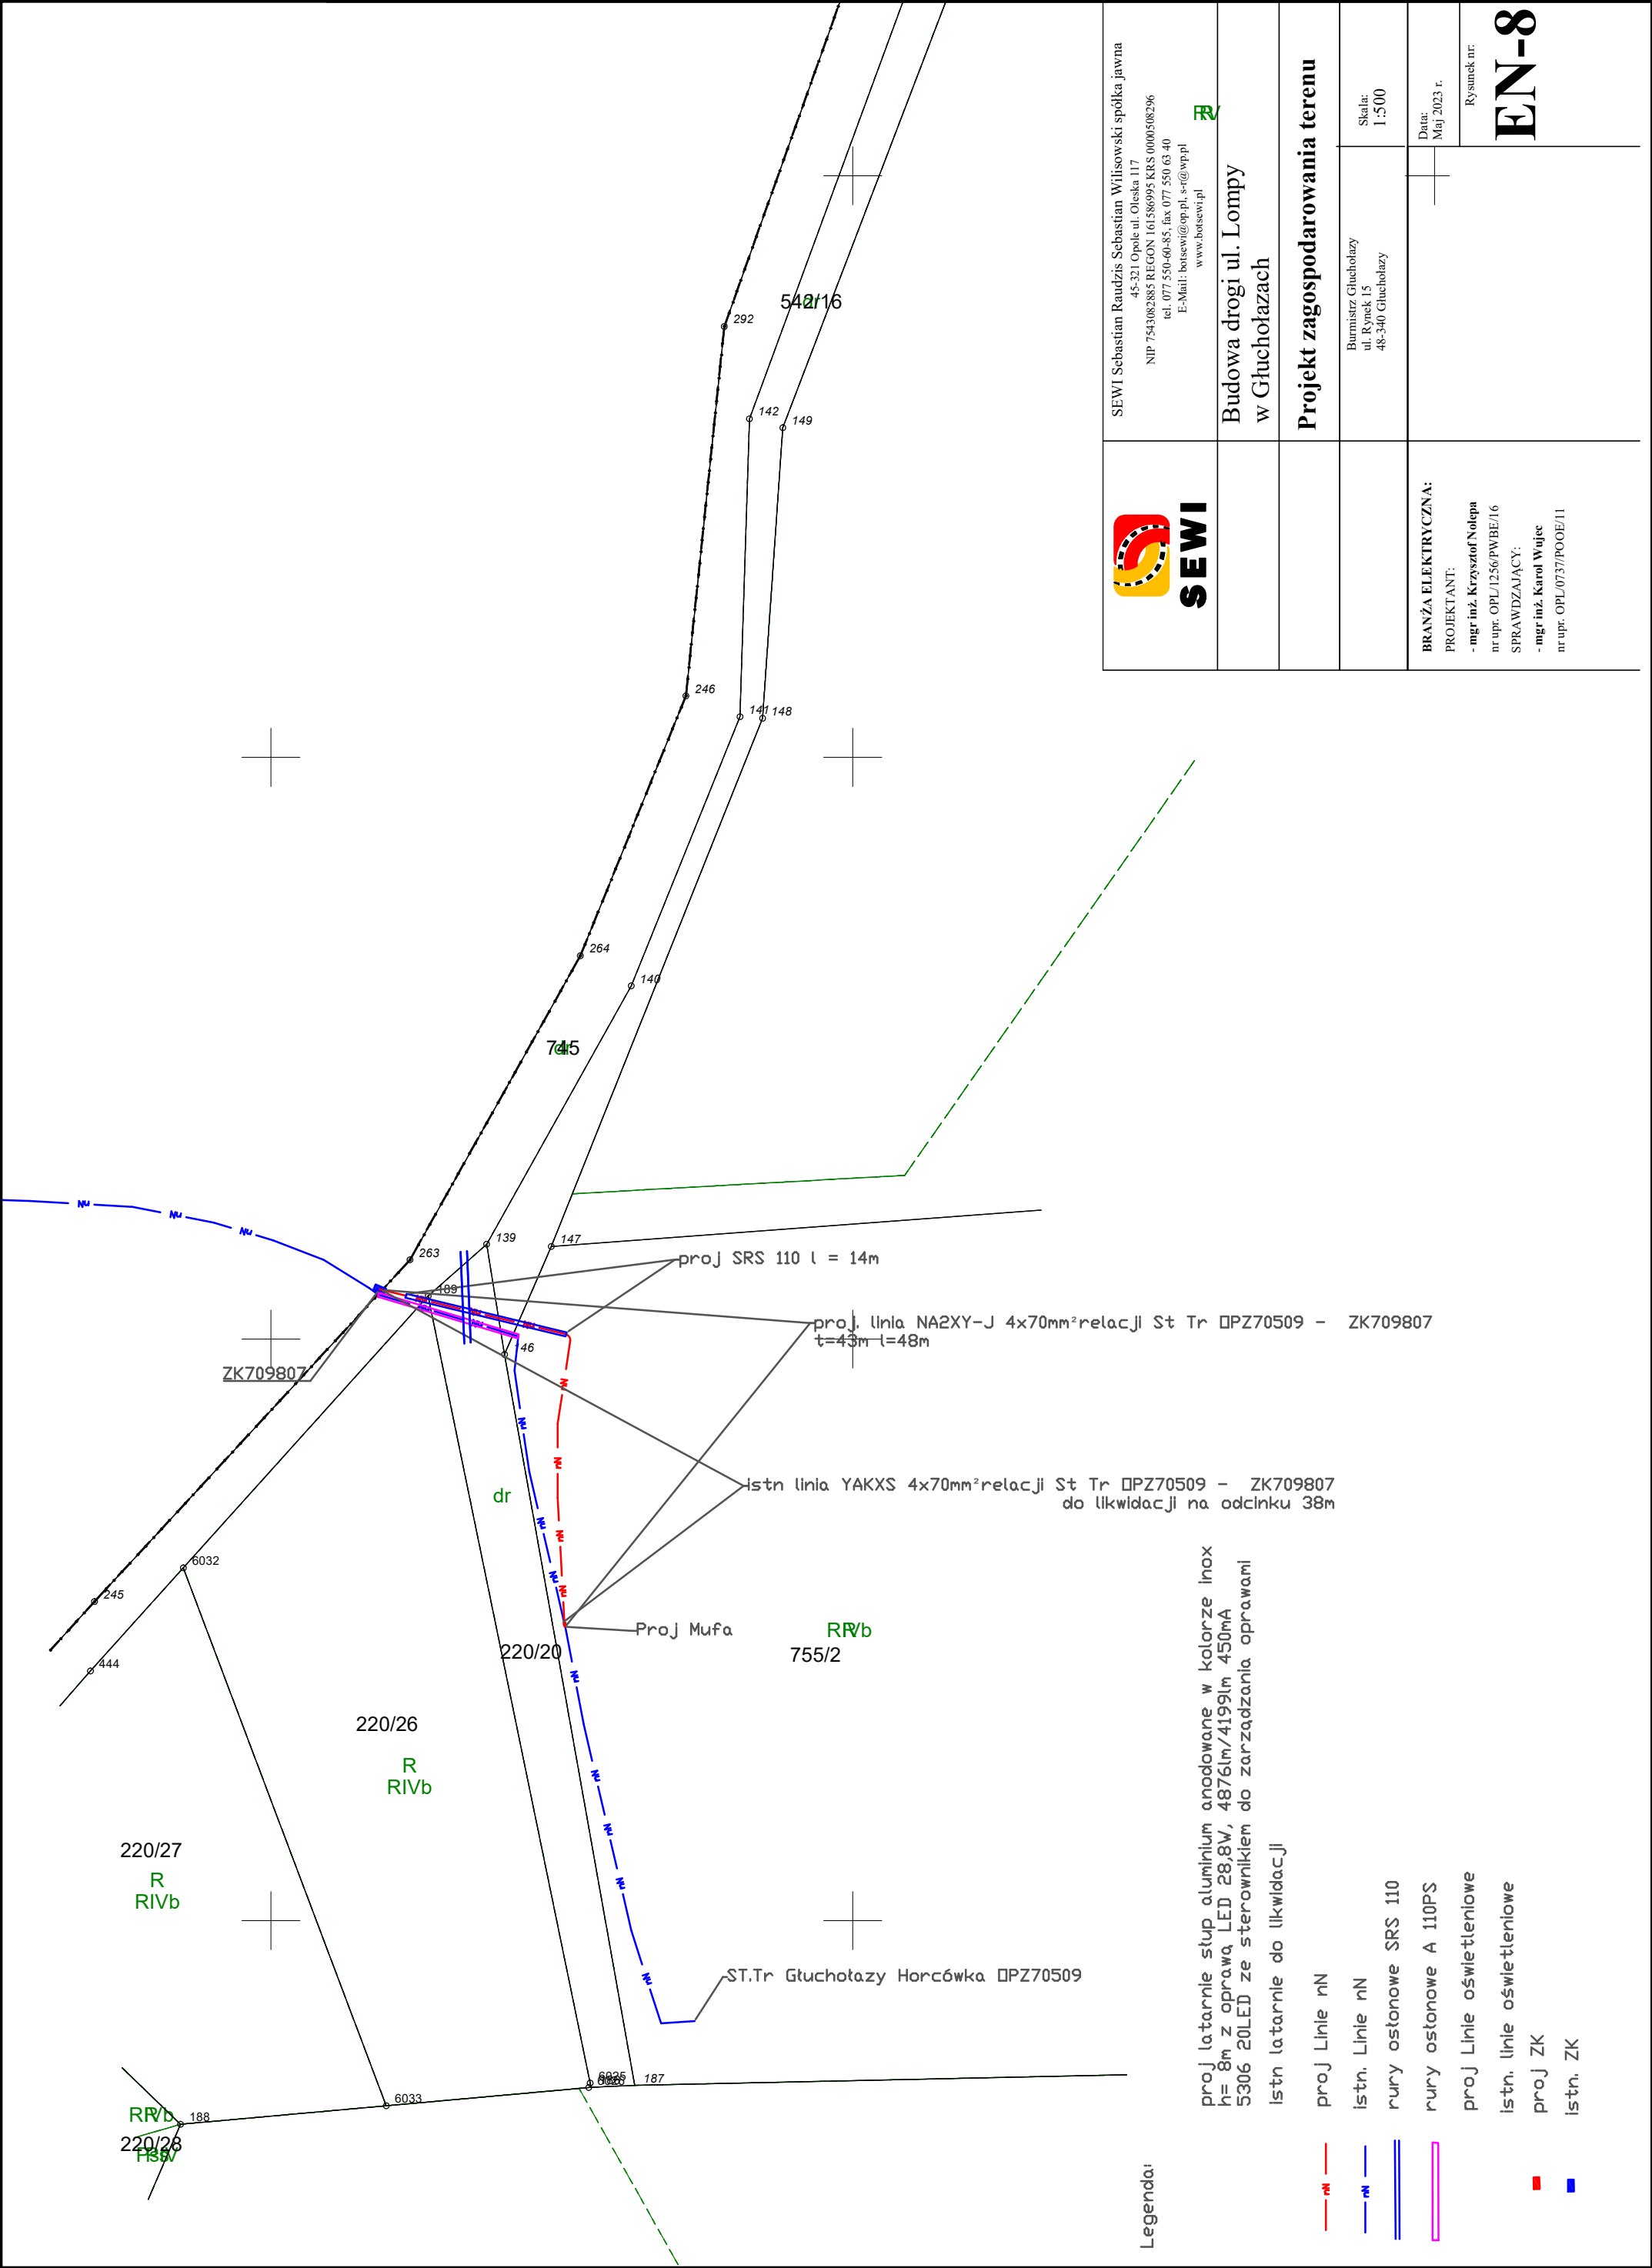 SEWI Sebastian Raudzis Sebastian Wilisowski spółka jawna
45-321 Opole ul. Oleska 117
NIP 7543082885 REGON 161586995 KRS 0000508296
tel. 077 550-60-85, fax 077 550 63 40
E-Mail: botsewi@op.pl, s-r@wp.pl
www.botsewi.pl
SEWI
Budowa drogi ul. Lompy
w Głuchołazach
Projekt zagospodarowania terenu
Burmistrz Głuchołazy
ul. Rynek 15
48-340 Głuchołazy
Skala:
1:500
BRANŻA ELEKTRYCZNA:
PROJEKTANT:
- mgr inż. Krzysztof Nolepa
nr upr. OPL/1256/PWBE/16
SPRAWDZAJĄCY:
- mgr inż. Karol Wujec
nr upr. OPL/0737/POOE/11
Data:
Maj 2023 r.
Rysunek nr:
EN-8
292
542/16
dr
142
149
246
141
148
264
140
745
dr
nN
nN
nN
263
139
147
189
146
proj SRS 110 l = 14m
proj. linia NA2XY-J 4x70mm²relacji St Tr □PZ70509 - ZK709807
t=43m l=48m
ZK709807
istn linia YAKXS 4x70mm²relacji St Tr □PZ70509 - ZK709807
do likwidacji na odcinku 38m
dr
6032
245
444
Proj Mufa
220/20
755/2
220/26
R
RIVb
220/27
R
RIVb
ST.Tr Głuchołazy Horcówka □PZ70509
6025
187
6033
188
220/28
Legenda:
proj latarnie słup aluminium anodowane w kolorze inox
h= 8m z oprawą LED 28,8W, 4876lm/4199lm 450mA
5306 20LED ze sterownikiem do zarządzania oprawami
Istn latarnie do likwidacji
proj Linie nN
istn. Linie nN
rury osłonowe SRS 110
rury osłonowe A 110PS
proj Linie oświetleniowe
istn. linie oświetleniowe
proj ZK
istn. ZK